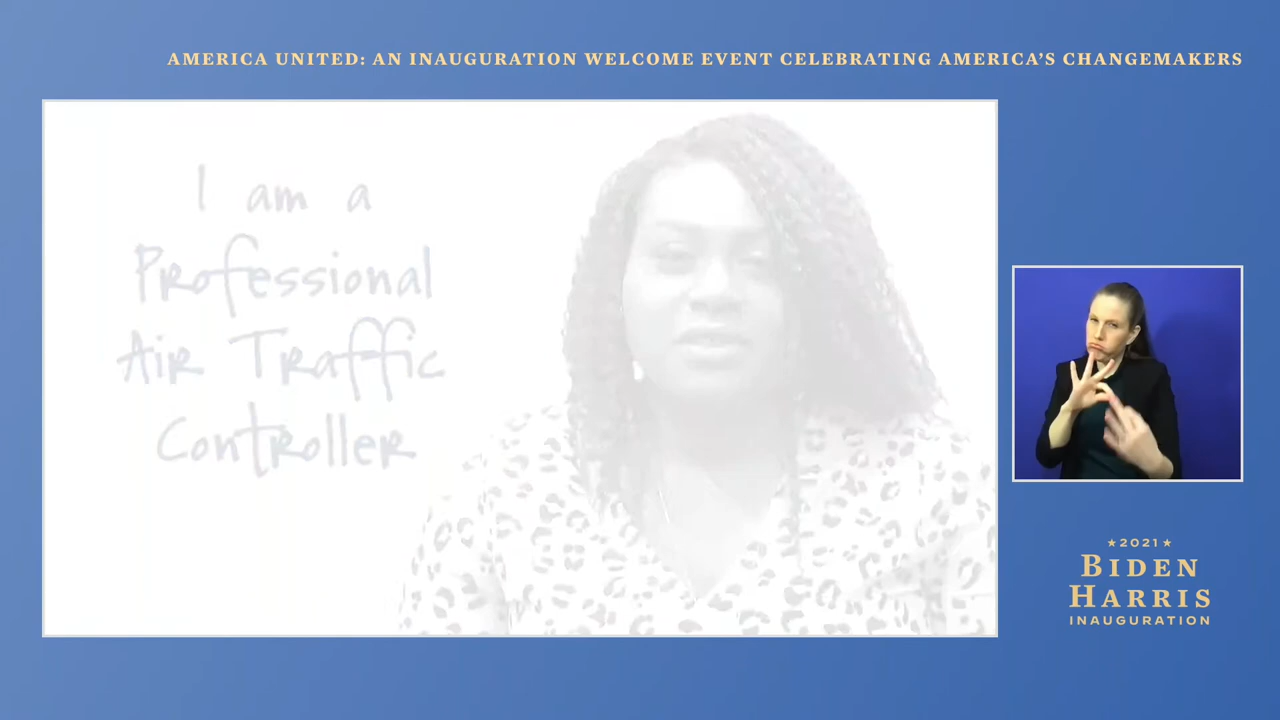 AMERICA UNITED: AN INAUGURATION WELCOME EVENT CELEBRATING AMERICA'S CHANGEMAKERS
I am a
Professional
Air Traffic
Controller
★2021★
BIDEN
HARRIS
INAUGURATION